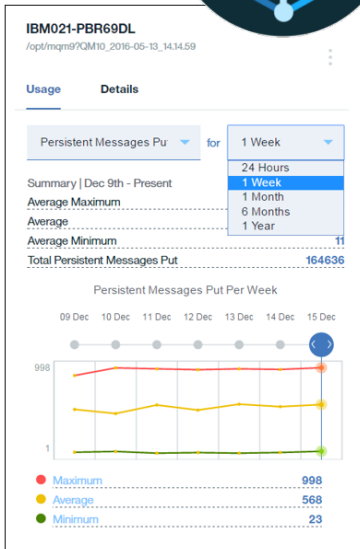 IBM021-PBR69DL
/opt/mqm9?QM10_2016-05-13_14.14.59
Usage Details
Persistent Messages Pu for 1 Week
24 Hours
1 Week
1 Month
6 Months
1 Year
Summary | Dec 9th - Present
Average Maximum
Average
Average Minimum 11
Total Persistent Messages Put 164636
Persistent Messages Put Per Week
09 Dec 10 Dec 11 Dec 12 Dec 13 Dec 14 Dec 15 Dec
998
1
Maximum 998
Average 568
Minimum 23